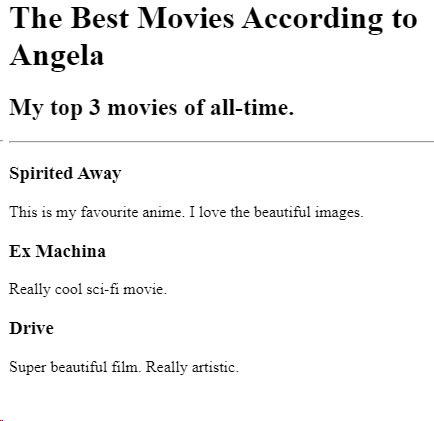 The Best Movies According to
Angela
My top 3 movies of all-time.
Spirited Away
This is my favourite anime. I love the beautiful images.
Ex Machina
Really cool sci-fi movie.
Drive
Super beautiful film. Really artistic.